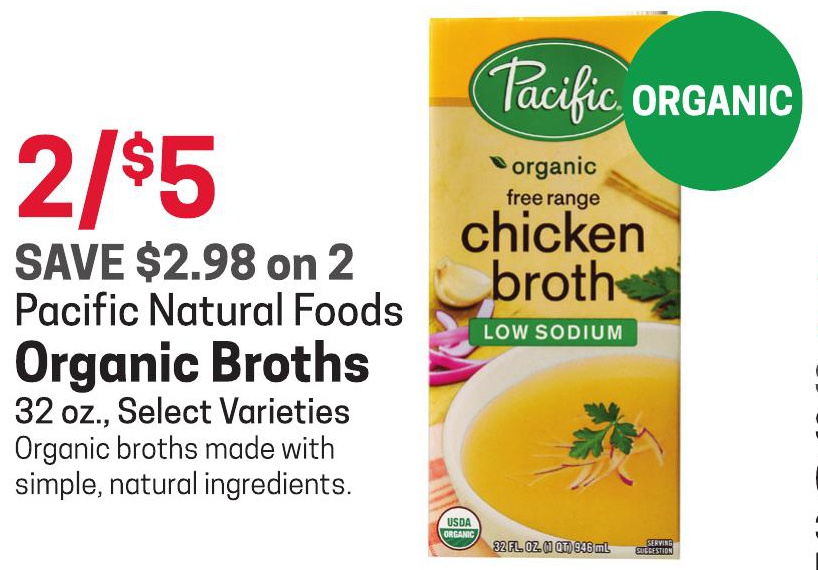 2/$5
SAVE $2.98 on 2
Pacific Natural Foods
Organic Broths
32 oz., Select Varieties
Organic broths made with
simple, natural ingredients.
Pacific
ORGANIC
organic
free range
chicken
broth
LOW SODIUM
USDA
ORGANIC
32 FL. OZ. (1 QT) 946 mL
SERVING
SUGGESTION